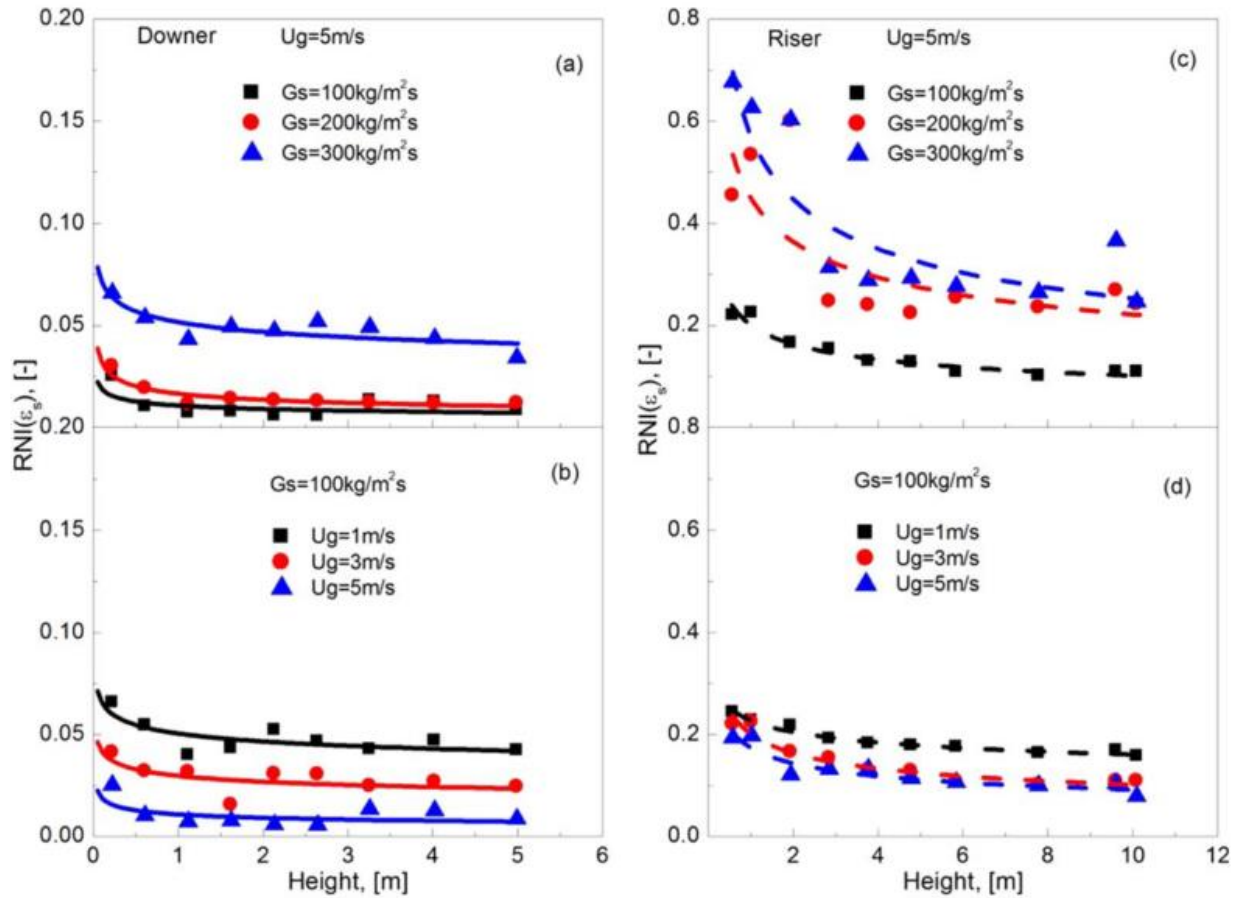 0.20
Downer Ug=5m/s
(a)
Gs=100kg/m²s
Gs=200kg/m²s
Gs=300kg/m²s
0.15
0.10
0.05
0.20
(b)
Gs=100kg/m²s
Ug=1m/s
Ug=3m/s
Ug=5m/s
0.15
0.10
0.05
0.00
0 1 2 3 4 5 6
Height, [m]
RNI(εs), [-]
0.8
Riser Ug=5m/s
(c)
Gs=100kg/m²s
Gs=200kg/m²s
Gs=300kg/m²s
0.6
0.4
0.2
0.8
(d)
Gs=100kg/m²s
Ug=1m/s
Ug=3m/s
Ug=5m/s
0.6
0.4
0.2
0.0
2 4 6 8 10 12
Height, [m]
RNI(εs), [-]